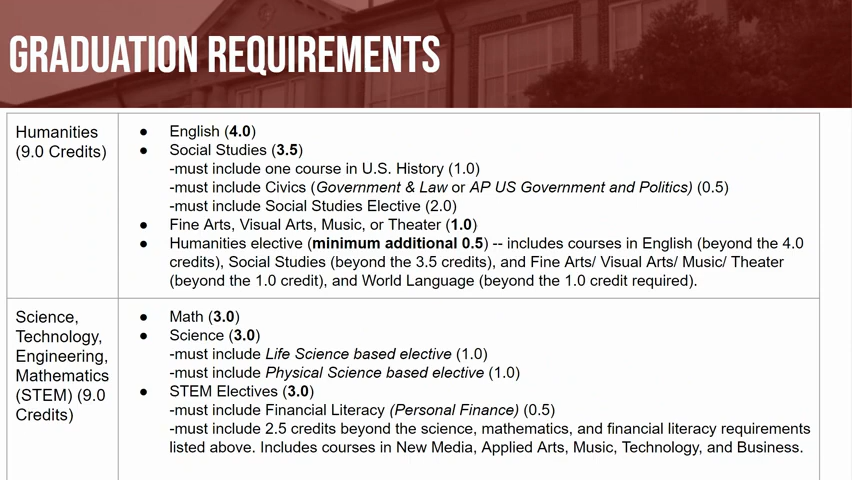 GRADUATION REQUIREMENTS
Humanities
(9.0 Credits)
● English (4.0)
● Social Studies (3.5)
-must include one course in U.S. History (1.0)
-must include Civics (Government & Law or AP US Government and Politics) (0.5)
-must include Social Studies Elective (2.0)
● Fine Arts, Visual Arts, Music, or Theater (1.0)
● Humanities elective (minimum additional 0.5) -- includes courses in English (beyond the 4.0
credits), Social Studies (beyond the 3.5 credits), and Fine Arts/ Visual Arts/ Music/ Theater
(beyond the 1.0 credit), and World Language (beyond the 1.0 credit required).
Science,
Technology,
Engineering,
Mathematics
(STEM) (9.0
Credits)
● Math (3.0)
● Science (3.0)
-must include Life Science based elective (1.0)
-must include Physical Science based elective (1.0)
● STEM Electives (3.0)
-must include Financial Literacy (Personal Finance) (0.5)
-must include 2.5 credits beyond the science, mathematics, and financial literacy requirements
listed above. Includes courses in New Media, Applied Arts, Music, Technology, and Business.